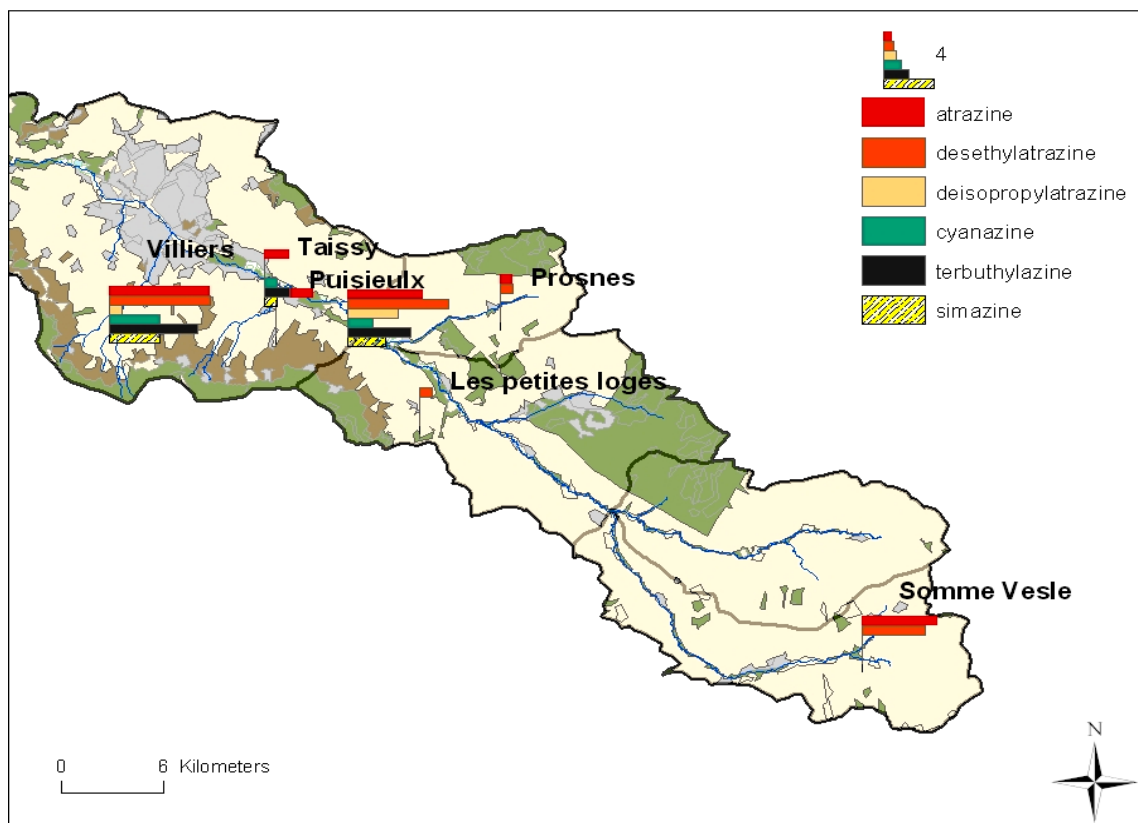 4
atrazine
desethylatrazine
deisopropylatrazine
cyanazine
terbuthylazine
simazine
Villiers
Taissy
Puisieulx
Prosnes
Les petites loges
Somme Vesle
N
0 6 Kilometers